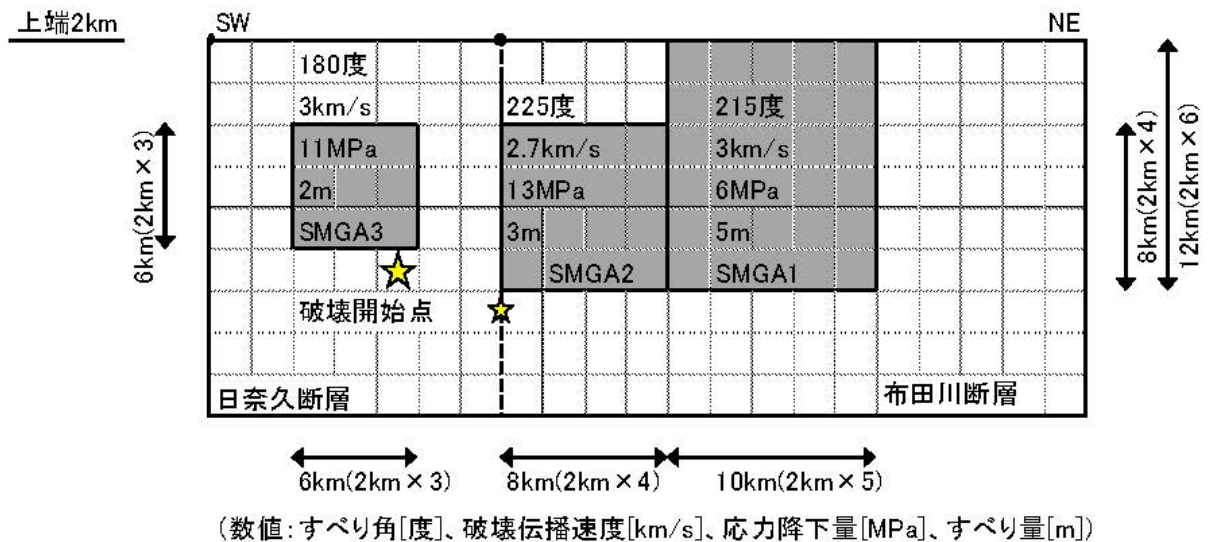 上端2km
SW
NE
180度
3km/s
225度
215度
11MPa
2.7km/s
3km/s
2m
13MPa
6MPa
SMGA3
3m
5m
SMGA2
SMGA1
破壊開始点
日奈久断層
布田川断層
6km(2km×3)
8km(2km×4)
12km(2km×6)
6km(2km×3)
8km(2km×4)
10km(2km×5)
(数値:すべり角[度]、破壊伝播速度[km/s]、応力降下量[MPa]、すべり量[m])